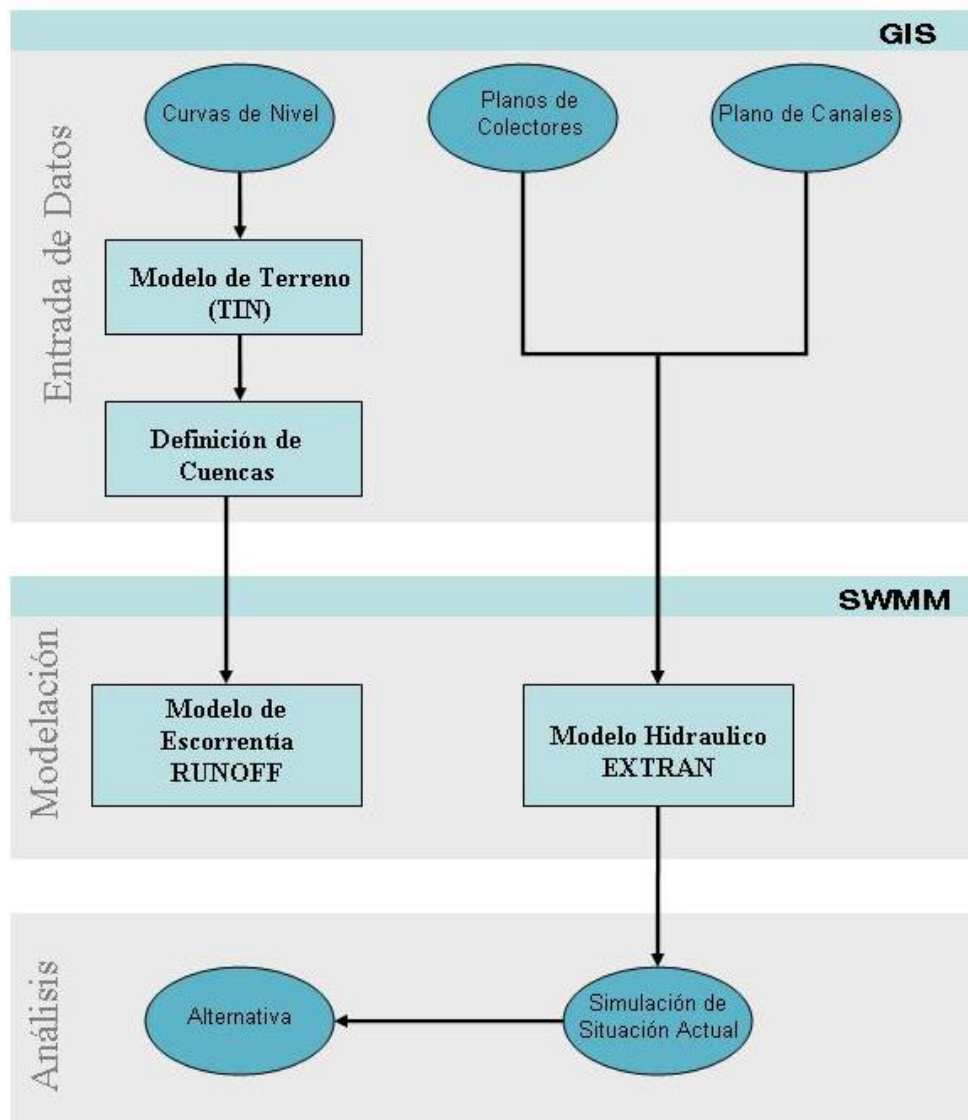 GIS
Entrada de Datos
Curvas de Nivel
Planos de
Colectores
Plano de Canales
Modelo de Terreno
(TIN)
Definición de
Cuencas
SWMM
Modelación
Modelo de
Escorrentía
RUNOFF
Modelo Hidraulico
EXTRAN
Análisis
Alternativa
Simulación de
Situación Actual